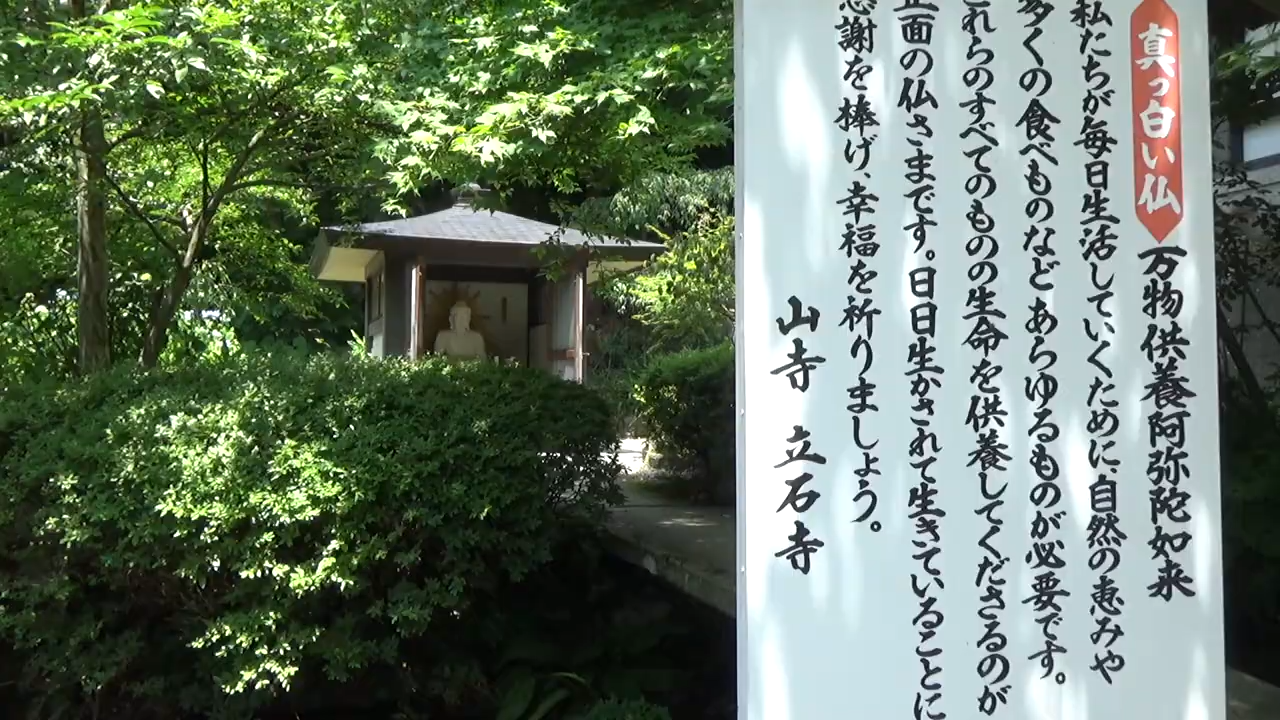 真っ白い仏 万物供養阿弥陀如来
私たちが毎日生活していくために、自然の恵みや
多くの食べものなど あらゆるものが必要です。
これらのすべてのものの生命を供養してくださるのが
正面の仏さまです。日日生かされて生きていることに
感謝を捧げ、幸福を祈りましょう。
山寺 立石寺